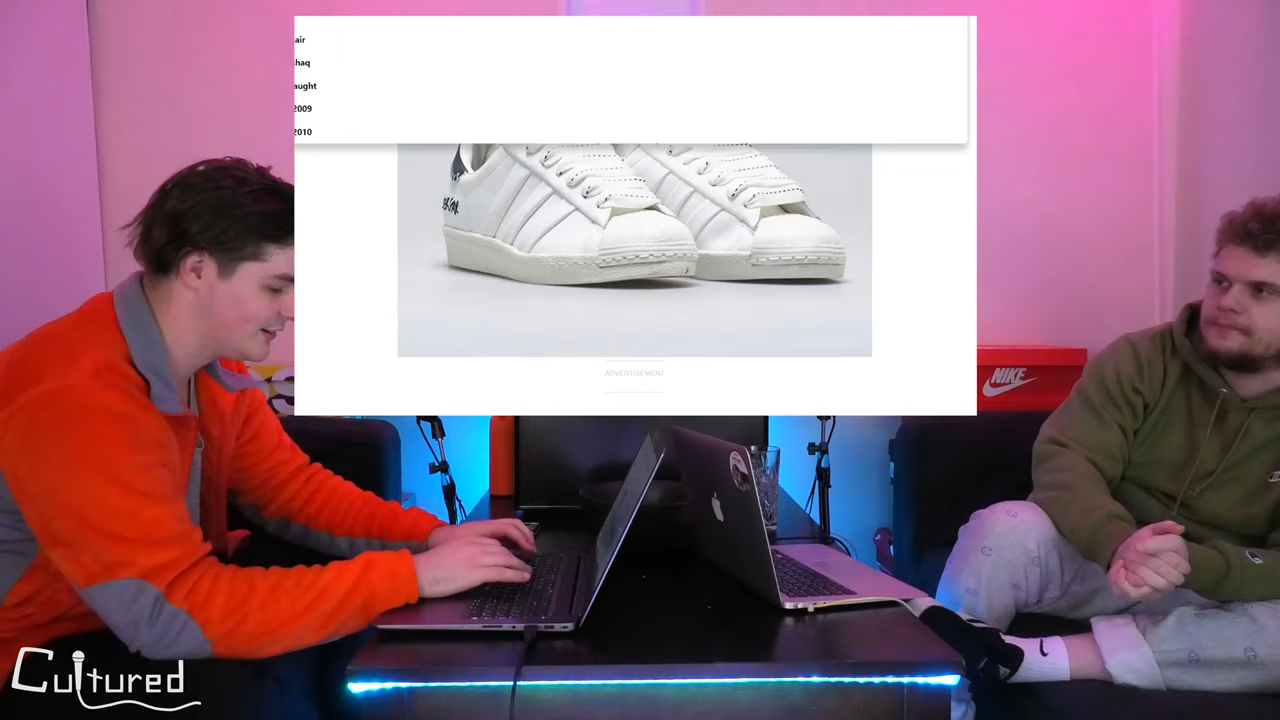 air
haq
aught
2009
2010
ADVERTISEMENT
NIKE
Cultured